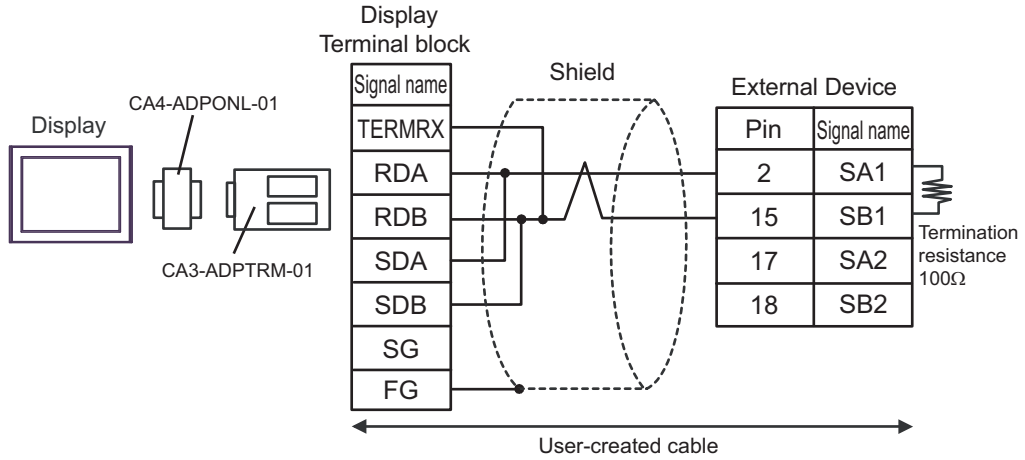 Display
Terminal block
Shield
External Device
CA4-ADPONL-01
Display
CA3-ADPTRM-01
Signal name
TERMRX
RDA
RDB
SDA
SDB
SG
FG
Pin Signal name
2 SA1
15 SB1
17 SA2
18 SB2
Termination
resistance
100Ω
User-created cable